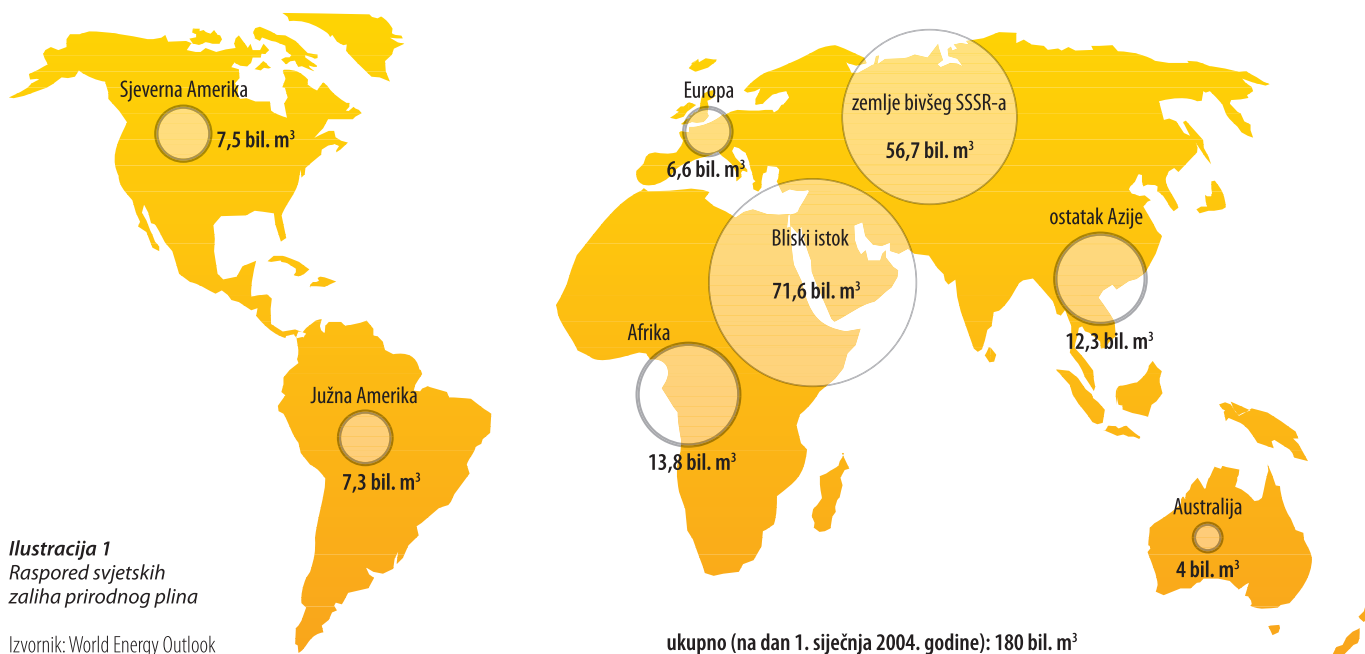 Sjeverna Amerika
7,5 bil. m³
Europa
6,6 bil. m³
zemlje bivšeg SSSR-a
56,7 bil. m³
Bliski istok
71,6 bil. m³
ostatak Azije
12,3 bil. m³
Afrika
13,8 bil. m³
Južna Amerika
7,3 bil. m³
Australija
4 bil. m³
Ilustracija 1
Raspored svjetskih
zaliha prirodnog plina
Izvornik: World Energy Outlook
ukupno (na dan 1. siječnja 2004. godine): 180 bil. m³